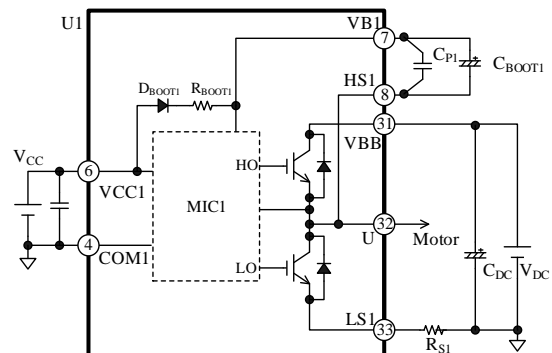 U1
VB1
7
CP1
CBOOT1
DBOOT1
RBOOT1
HS1
8
31
VBB
VCC
6
VCC1
HO
MIC1
32
U
Motor
4
COM1
LO
CDC
VDC
LS1
33
RS1